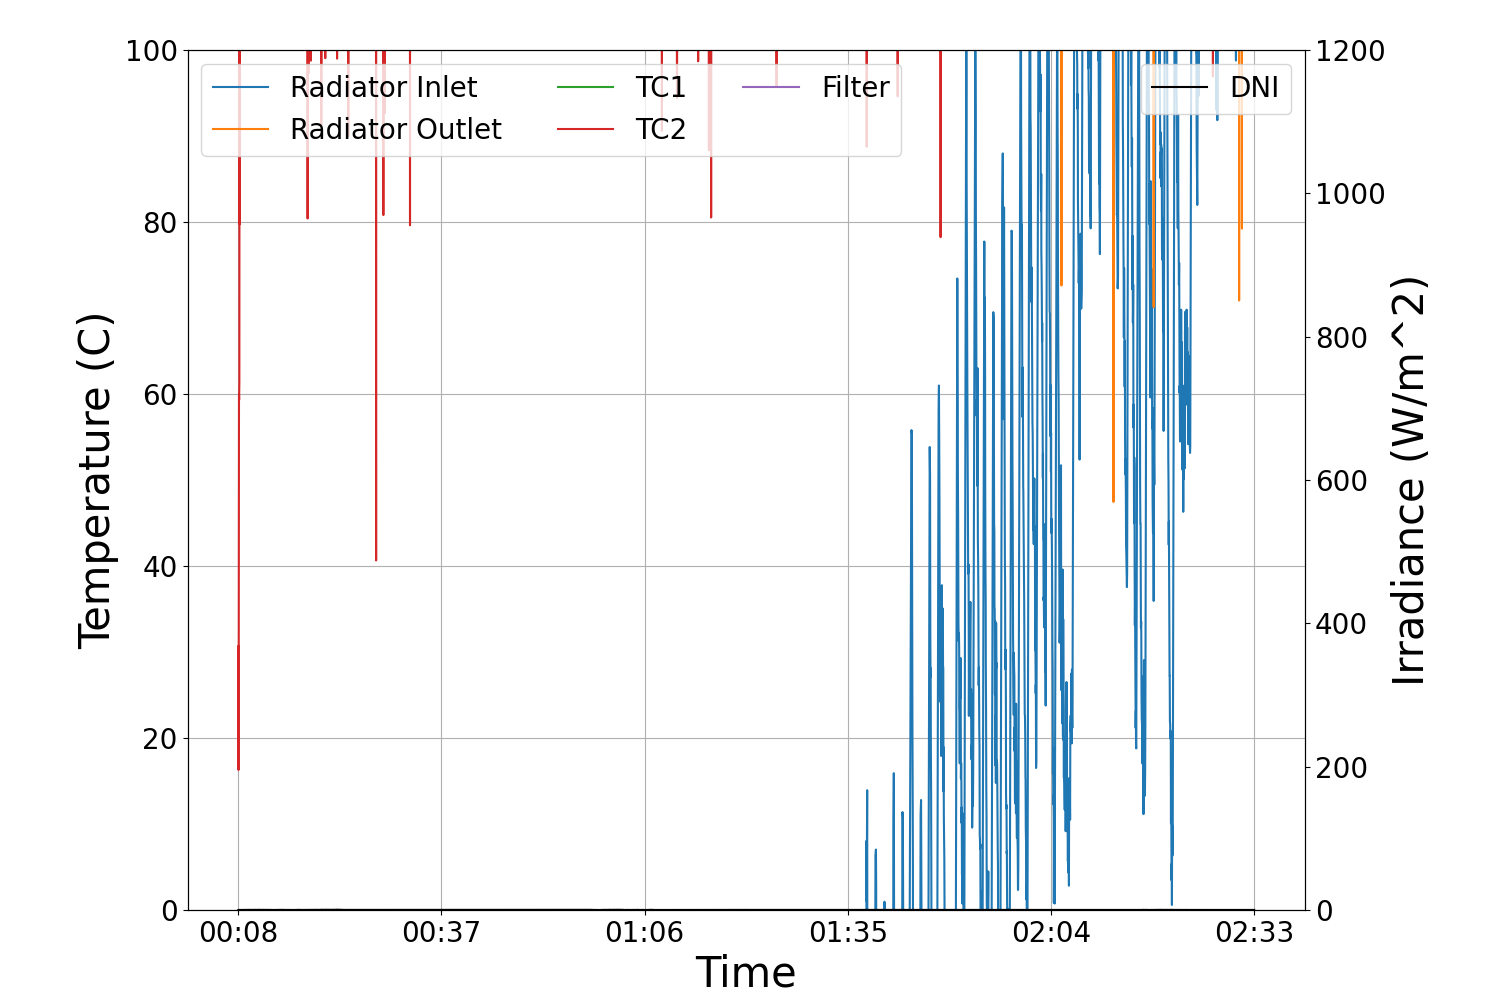 100
80
60
40
20
0
Temperature (C)
Radiator Inlet
Radiator Outlet
TC1
TC2
Filter
DNI
1200
1000
800
600
400
200
0
Irradiance (W/m^2)
00:08
00:37
01:06
01:35
02:04
02:33
Time